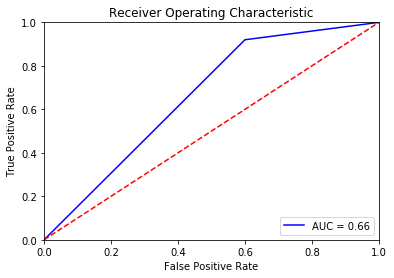 Receiver Operating Characteristic
1.0
0.8
0.6
0.4
0.2
0.0
True Positive Rate
AUC = 0.66
0.0 0.2 0.4 0.6 0.8 1.0
False Positive Rate